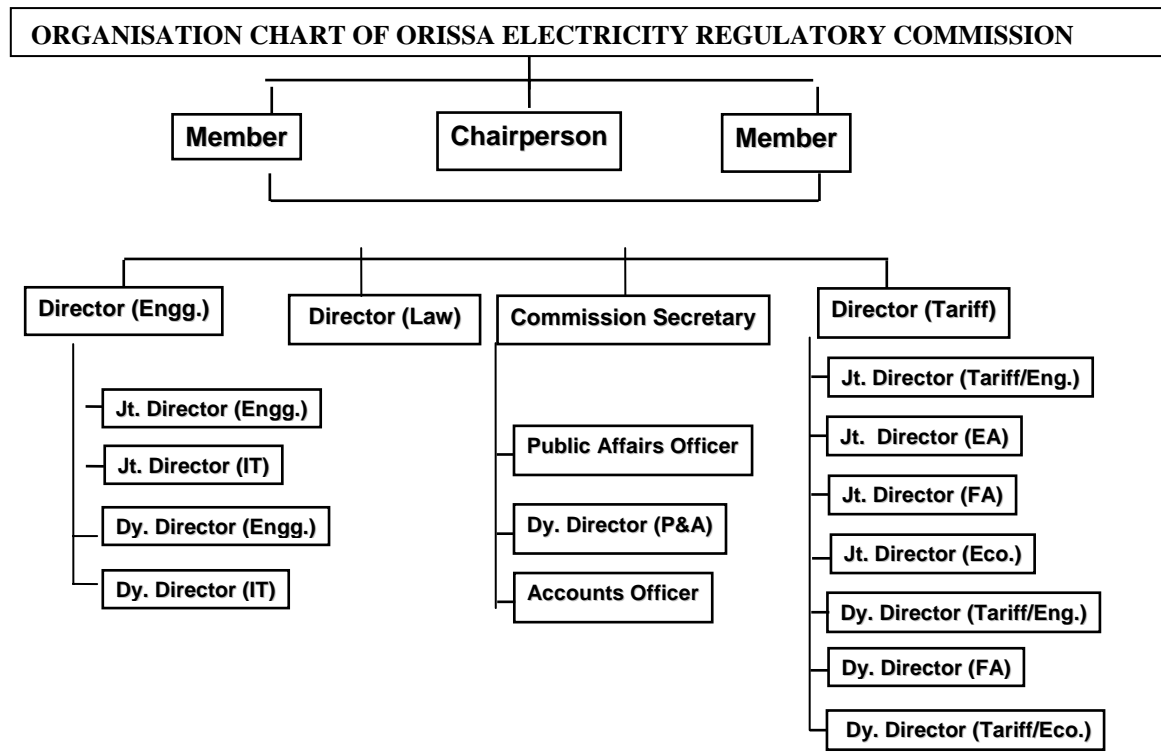 ORGANISATION CHART OF ORISSA ELECTRICITY REGULATORY COMMISSION
Member
Chairperson
Member
Director (Engg.)
Director (Law)
Commission Secretary
Director (Tariff)
Jt. Director (Engg.)
Jt. Director (IT)
Dy. Director (Engg.)
Dy. Director (IT)
Public Affairs Officer
Dy. Director (P&A)
Accounts Officer
Jt. Director (Tariff/Eng.)
Jt. Director (EA)
Jt. Director (FA)
Jt. Director (Eco.)
Dy. Director (Tariff/Eng.)
Dy. Director (FA)
Dy. Director (Tariff/Eco.)